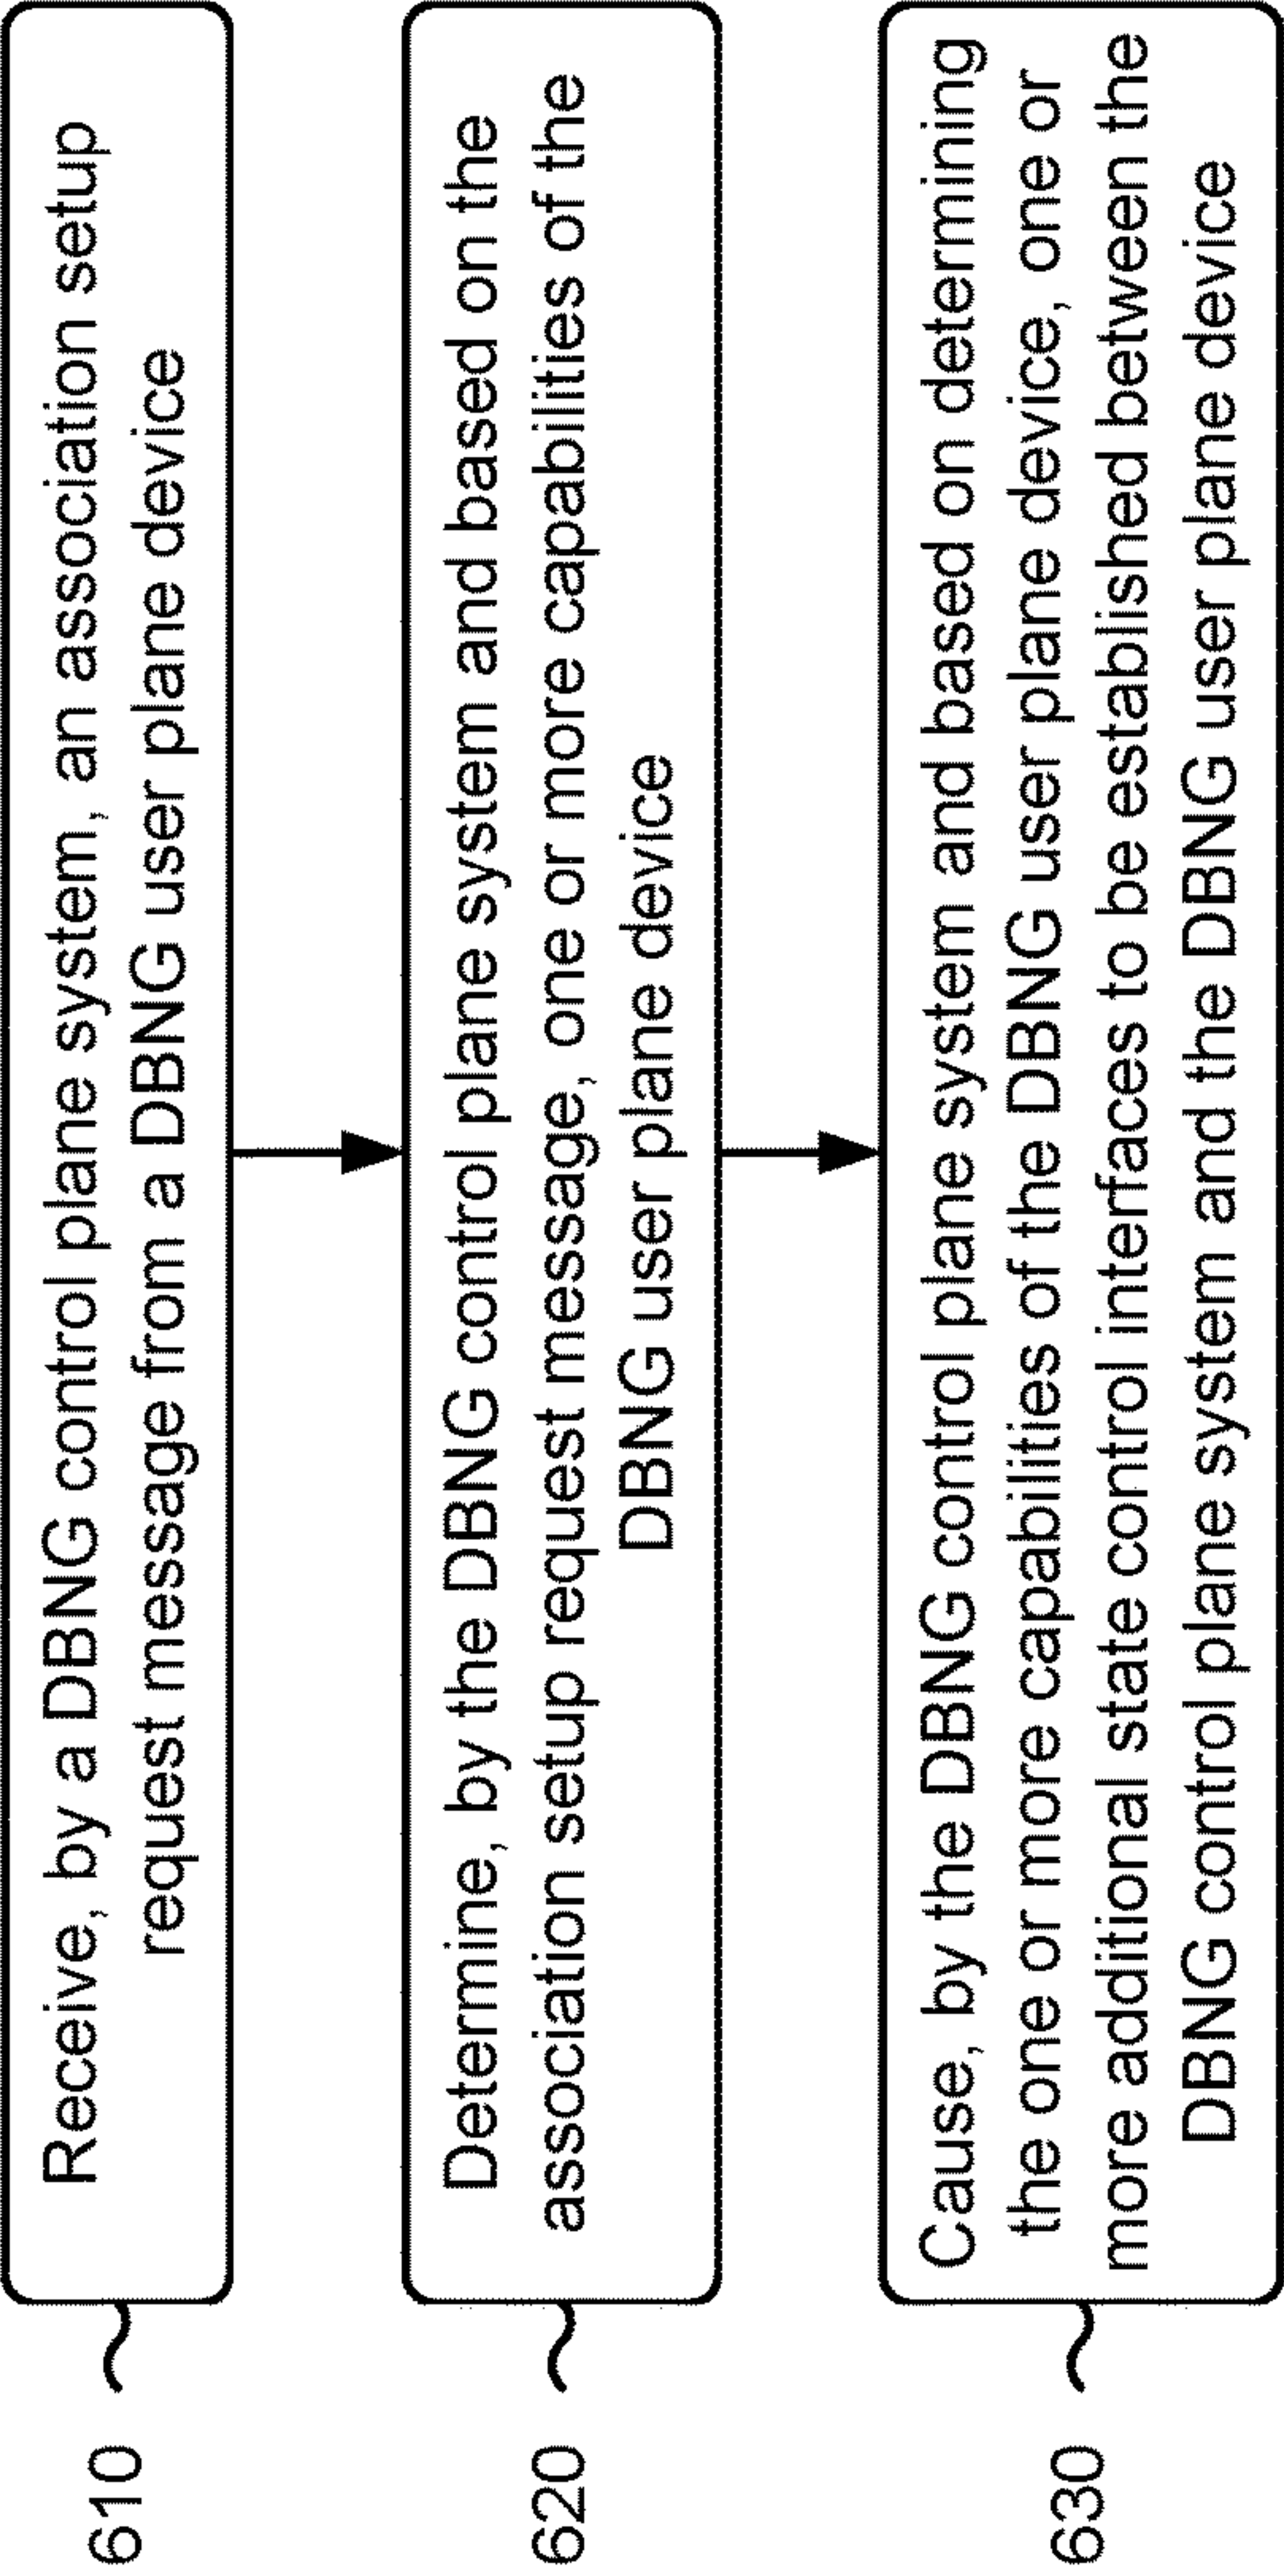 610
Receive, by a DBNG control plane system, an association setup
request message from a DBNG user plane device
620
Determine, by the DBNG control plane system and based on the
association setup request message, one or more capabilities of the
DBNG user plane device
630
Cause, by the DBNG control plane system and based on determining
the one or more capabilities of the DBNG user plane device, one or
more additional state control interfaces to be established between the
DBNG control plane system and the DBNG user plane device